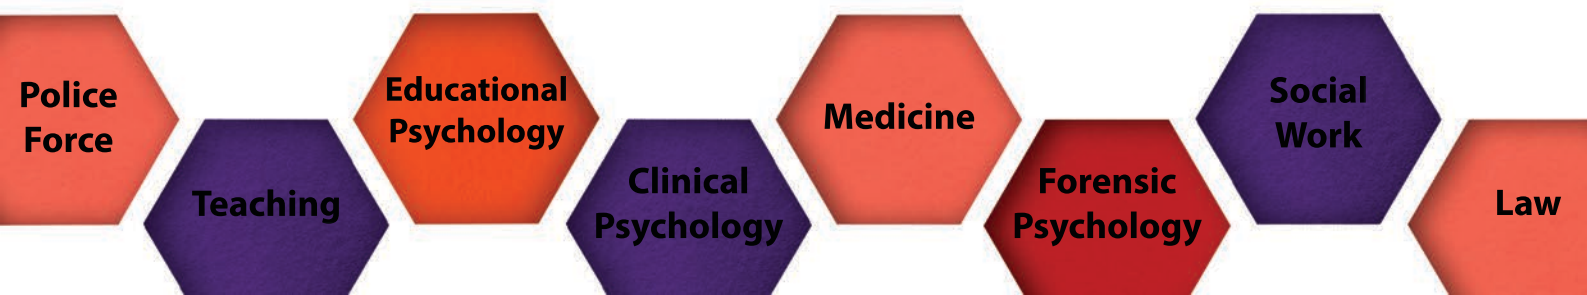 Police
Force
Teaching
Educational
Psychology
Clinical
Psychology
Medicine
Forensic
Psychology
Social
Work
Law